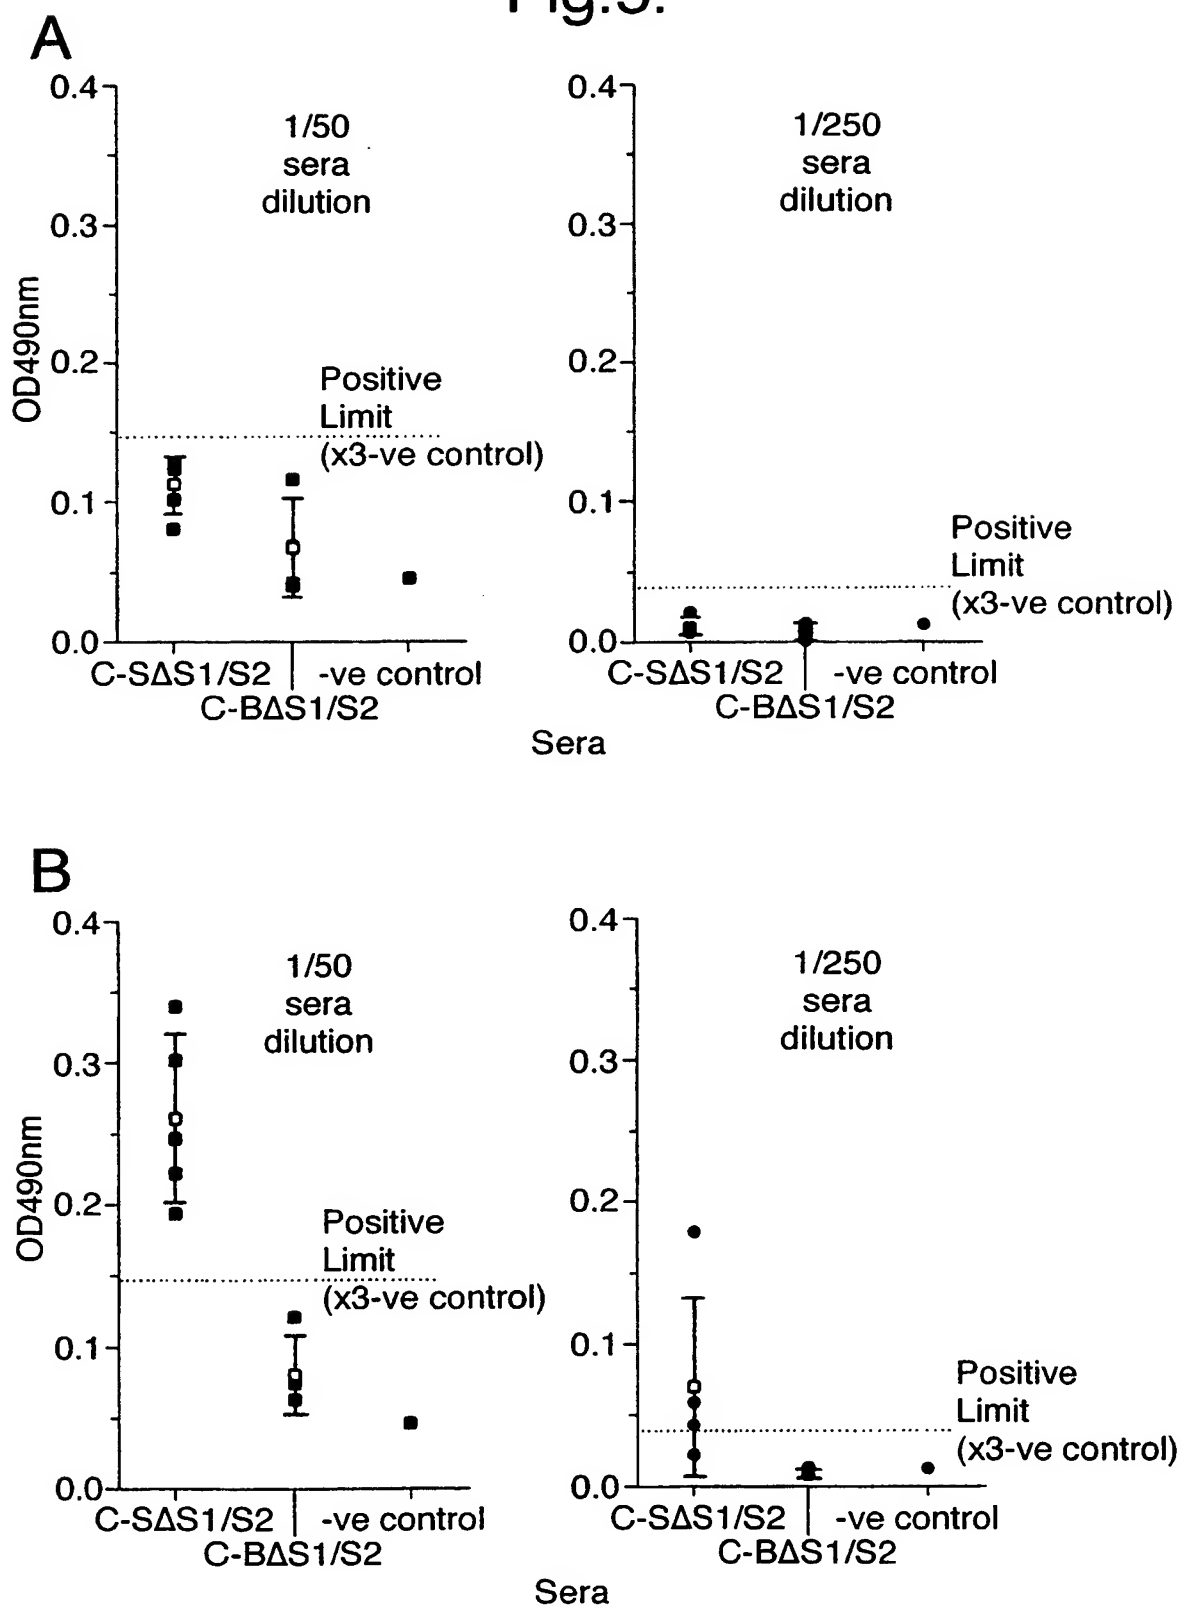 Fig.5.
A
0.4
0.3
0.2
0.1
0.0
OD490nm
1/50
sera
dilution
Positive
Limit
(x3-ve control)
C-SΔS1/S2
-ve control
C-BΔS1/S2
0.4
0.3
0.2
0.1
0.0
1/250
sera
dilution
Positive
Limit
(x3-ve control)
C-SΔS1/S2
-ve control
C-BΔS1/S2
Sera
B
0.4
0.3
0.2
0.1
0.0
OD490nm
1/50
sera
dilution
Positive
Limit
(x3-ve control)
C-SΔS1/S2
-ve control
C-BΔS1/S2
0.4
0.3
0.2
0.1
0.0
1/250
sera
dilution
Positive
Limit
(x3-ve control)
C-SΔS1/S2
-ve control
C-BΔS1/S2
Sera